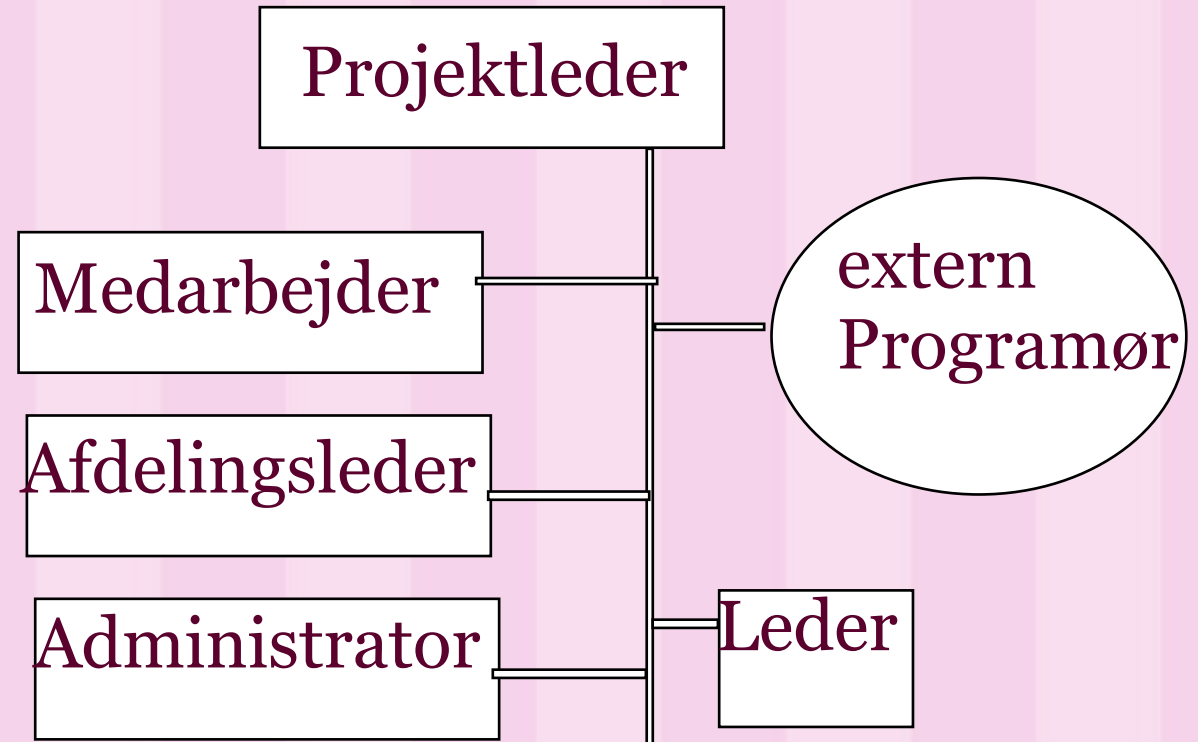 Projektleder
Medarbejder
extern
Programør
Afdelingsleder
Administrator
Leder